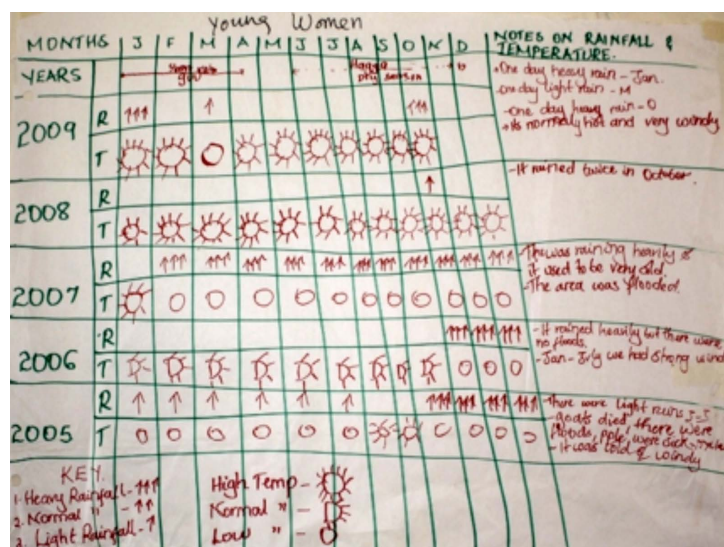 Young Women
MONTHS J F M A M J J A S O N D NOTES ON RAINFALL &
TEMPERATURE.
YEARS Hagga
dry season
- One day heavy rain - Jan.
- One day light rain - M
- One day heavy rain - O
- Its normally hot and very windy
2009 R
T
- It rained twice in October.
2008 R
T
- The was raining heavily &
it used to be very cold.
- The area was flooded.
2007 R
T
- It rained heavily but there were
no floods.
- Jan - July we had strong wind
2006 R
T
- There were light rains J-J
- goats died there were
floods, pple, were sick
- It was cold & windy
2005 R
T
KEY.
1. Heavy Rainfall -
2. Normal " -
3. Light Rainfall -
High Temp -
Normal " -
Low " -